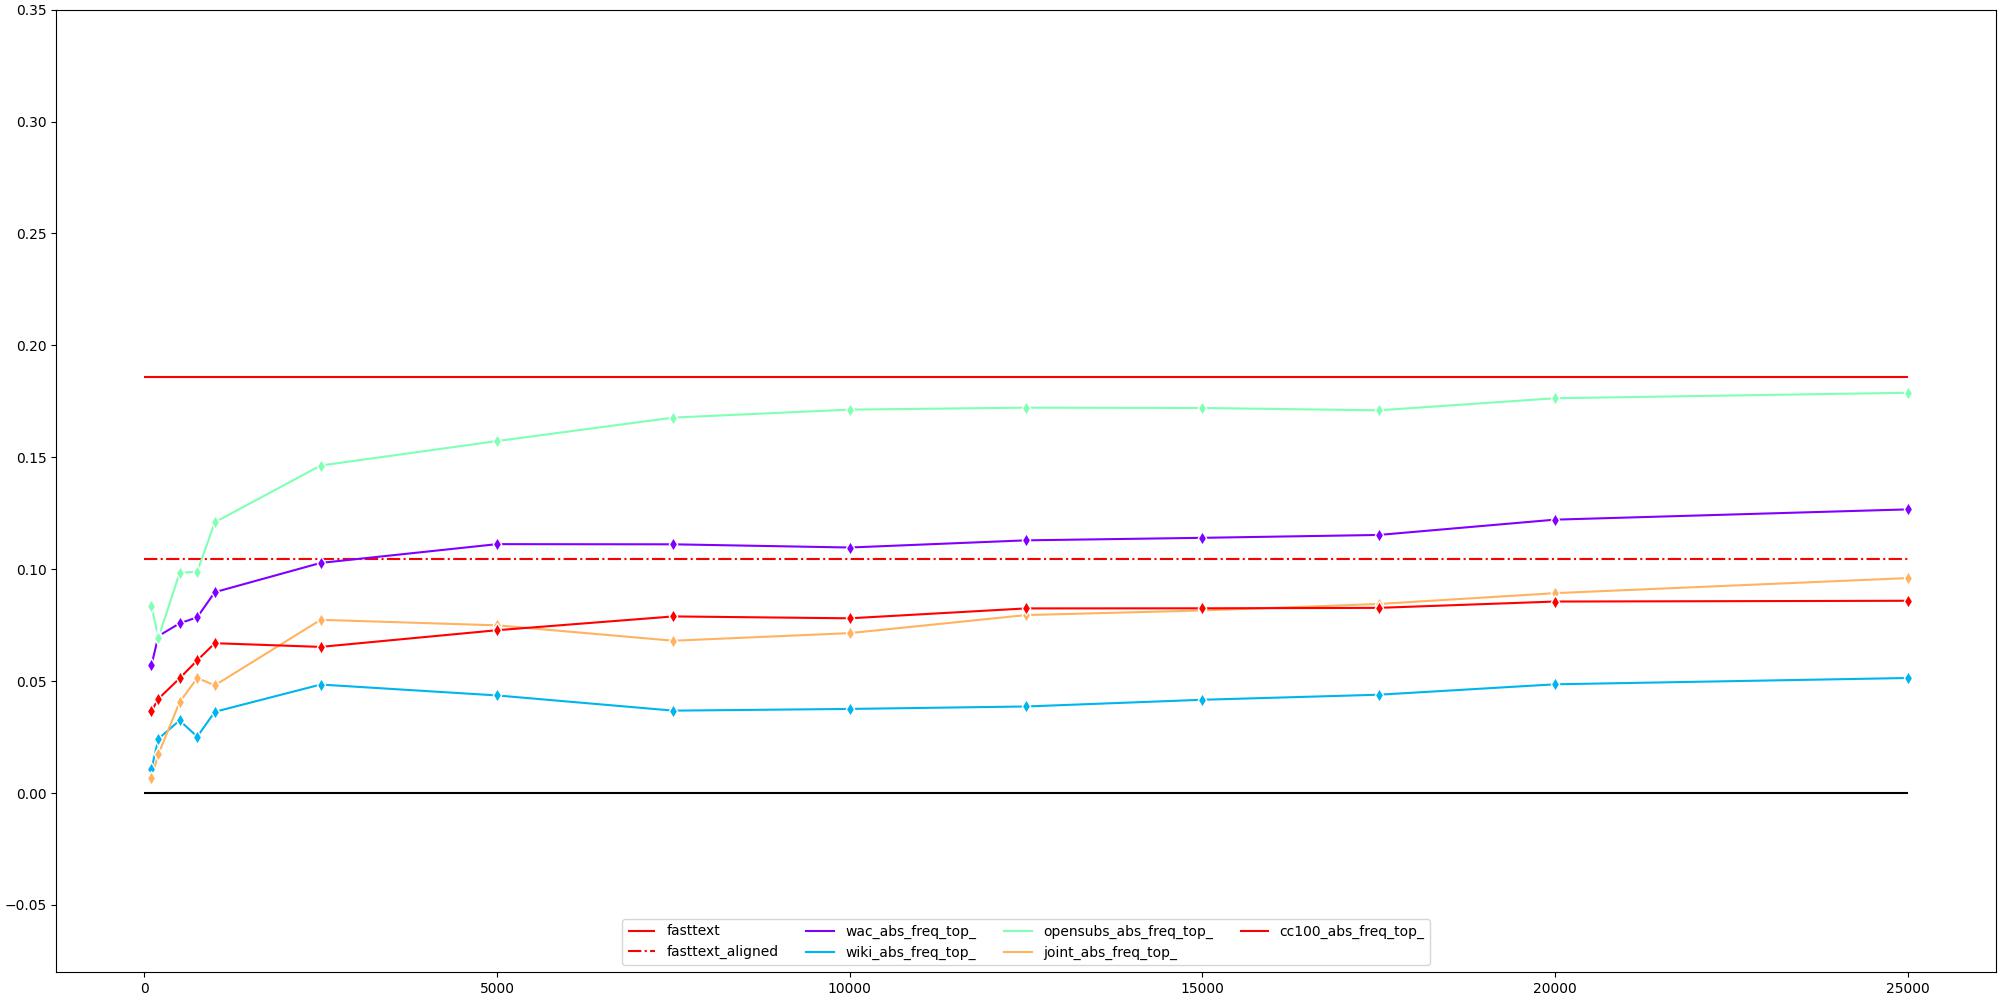 0.35
0.30
0.25
0.20
0.15
0.10
0.05
0.00
−0.05
fasttext
fasttext_aligned
wac_abs_freq_top_
wiki_abs_freq_top_
opensubs_abs_freq_top_
joint_abs_freq_top_
cc100_abs_freq_top_
0 5000 10000 15000 20000 25000